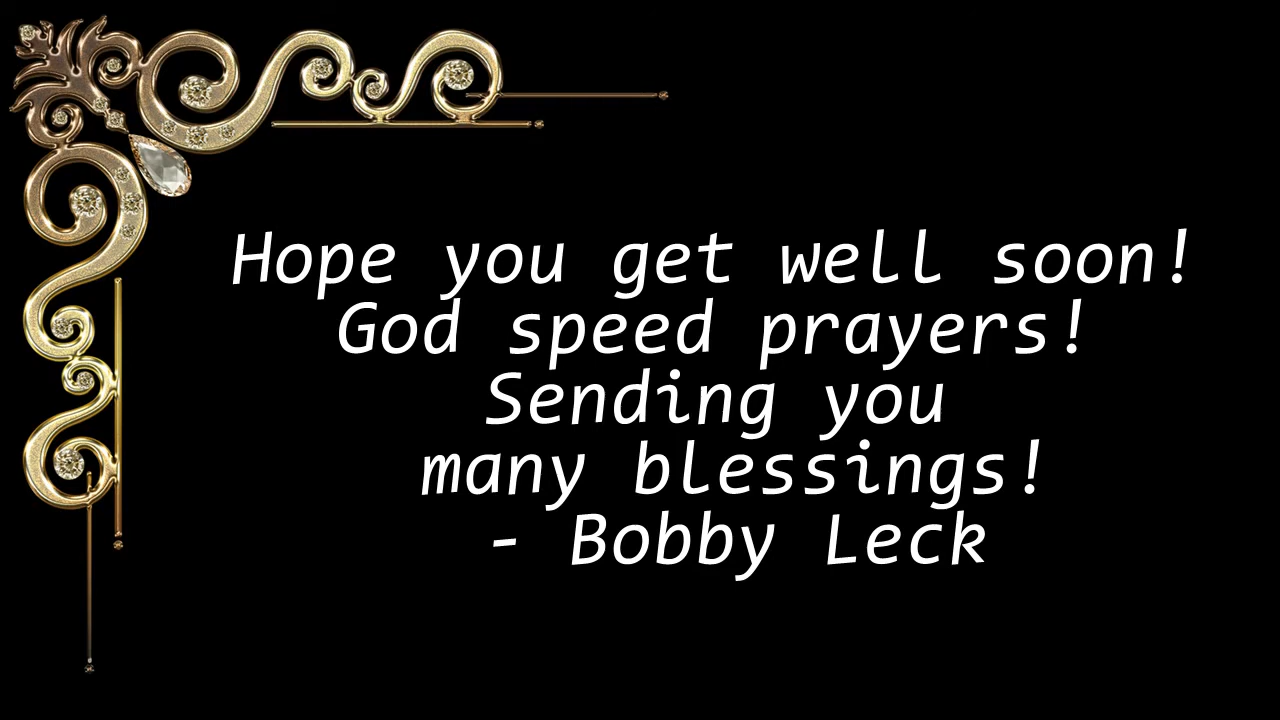 Hope you get well soon!
God speed prayers!
Sending you
many blessings!
- Bobby Leck